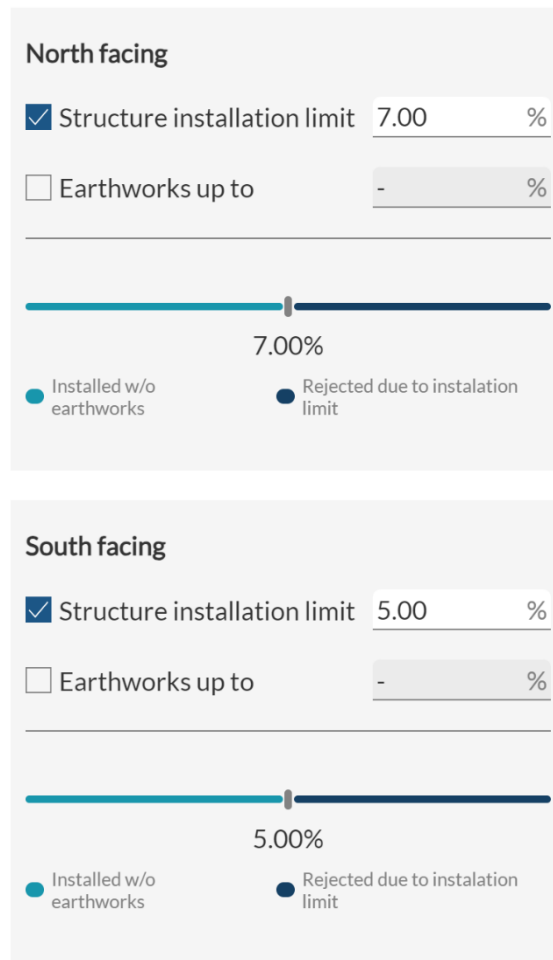 North facing
Structure installation limit 7.00 %
Earthworks up to - %
7.00%
Installed w/o
earthworks
Rejected due to instalation
limit
South facing
Structure installation limit 5.00 %
Earthworks up to - %
5.00%
Installed w/o
earthworks
Rejected due to instalation
limit